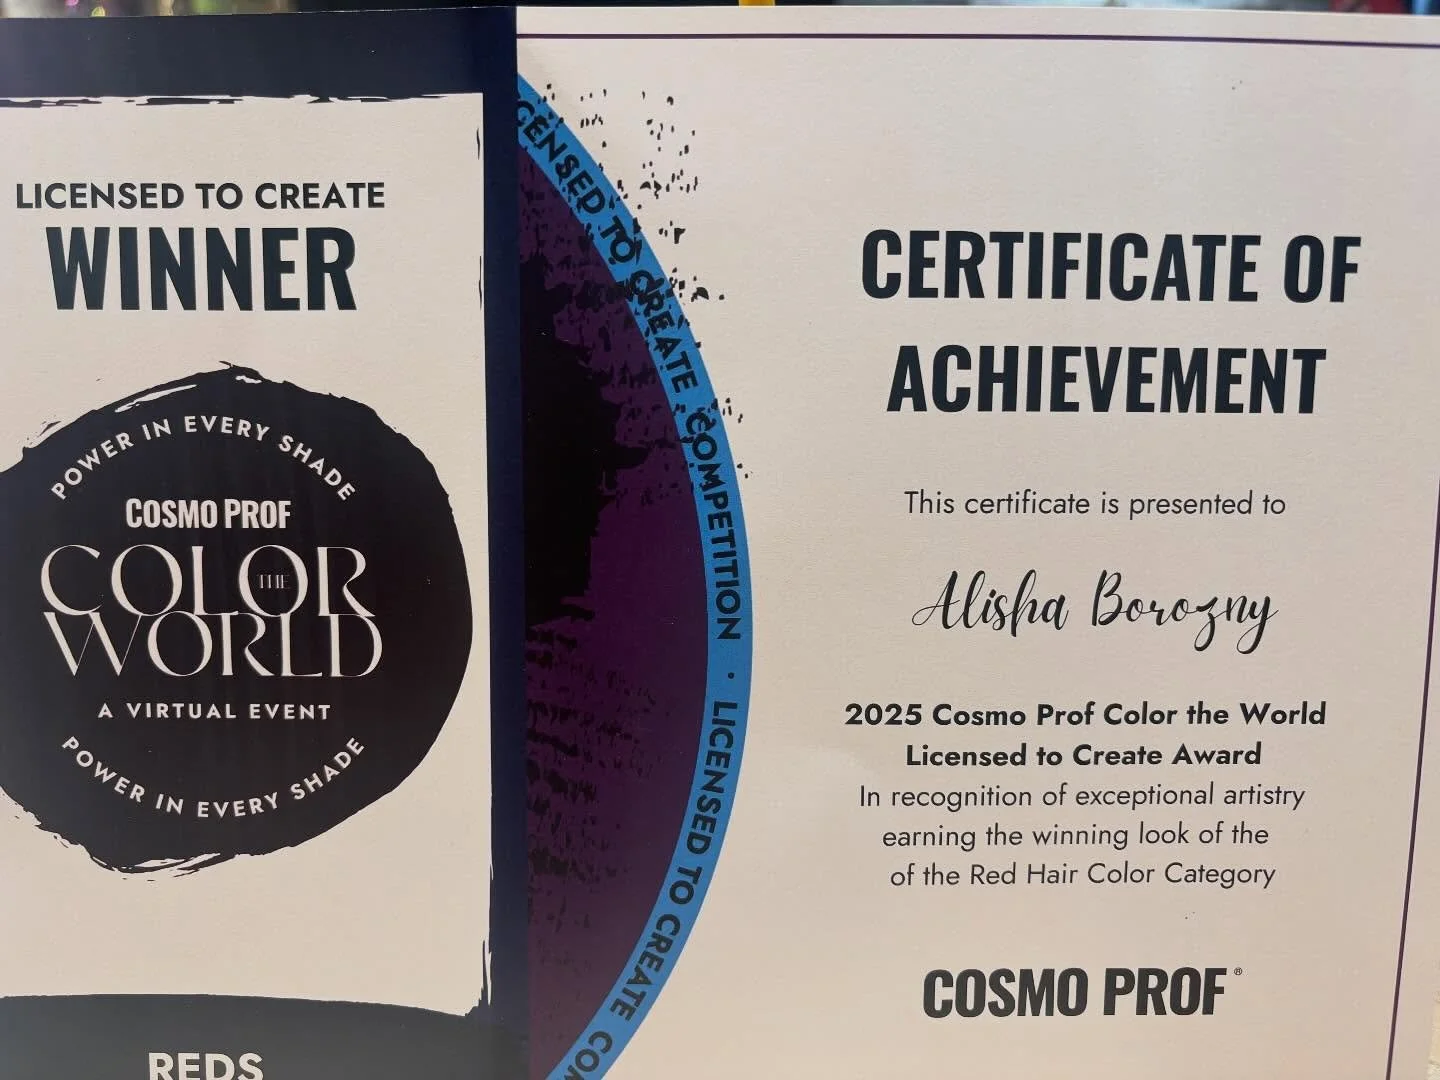 LICENSED TO CREATE
WINNER
POWER IN EVERY SHADE
COSMO PROF
COLOR
THE
WORLD
A VIRTUAL EVENT
POWER IN EVERY SHADE
REDS
CENSED TO CREATE COMPETITION · LICENSED TO CREATE COM
CERTIFICATE OF
ACHIEVEMENT
This certificate is presented to
Alisha Borozny
2025 Cosmo Prof Color the World
Licensed to Create Award
In recognition of exceptional artistry
earning the winning look of the
of the Red Hair Color Category
COSMO PROF®